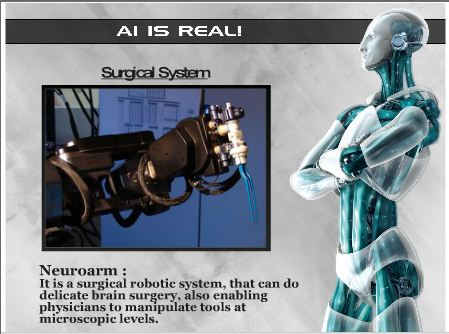 AI IS REAL!
Surgical System
Neuroarm :
It is a surgical robotic system, that can do
delicate brain surgery, also enabling
physicians to manipulate tools at
microscopic levels.